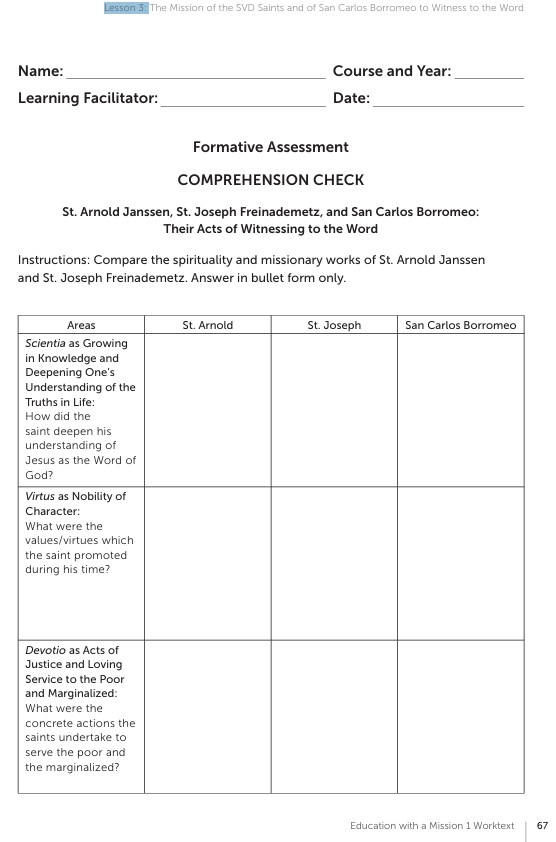 Lesson 3: The Mission of the SVD Saints and of San Carlos Borromeo to Witness to the Word
Name: Course and Year:
Learning Facilitator: Date:
Formative Assessment
COMPREHENSION CHECK
St. Arnold Janssen, St. Joseph Freinademetz, and San Carlos Borromeo:
Their Acts of Witnessing to the Word
Instructions: Compare the spirituality and missionary works of St. Arnold Janssen
and St. Joseph Freinademetz. Answer in bullet form only.
Areas St. Arnold St. Joseph San Carlos Borromeo
Scientia as Growing
in Knowledge and
Deepening One's
Understanding of the
Truths in Life:
How did the
saint deepen his
understanding of
Jesus as the Word of
God?
Virtus as Nobility of
Character:
What were the
values/virtues which
the saint promoted
during his time?
Devotio as Acts of
Justice and Loving
Service to the Poor
and Marginalized:
What were the
concrete actions the
saints undertake to
serve the poor and
the marginalized?
Education with a Mission 1 Worktext 67